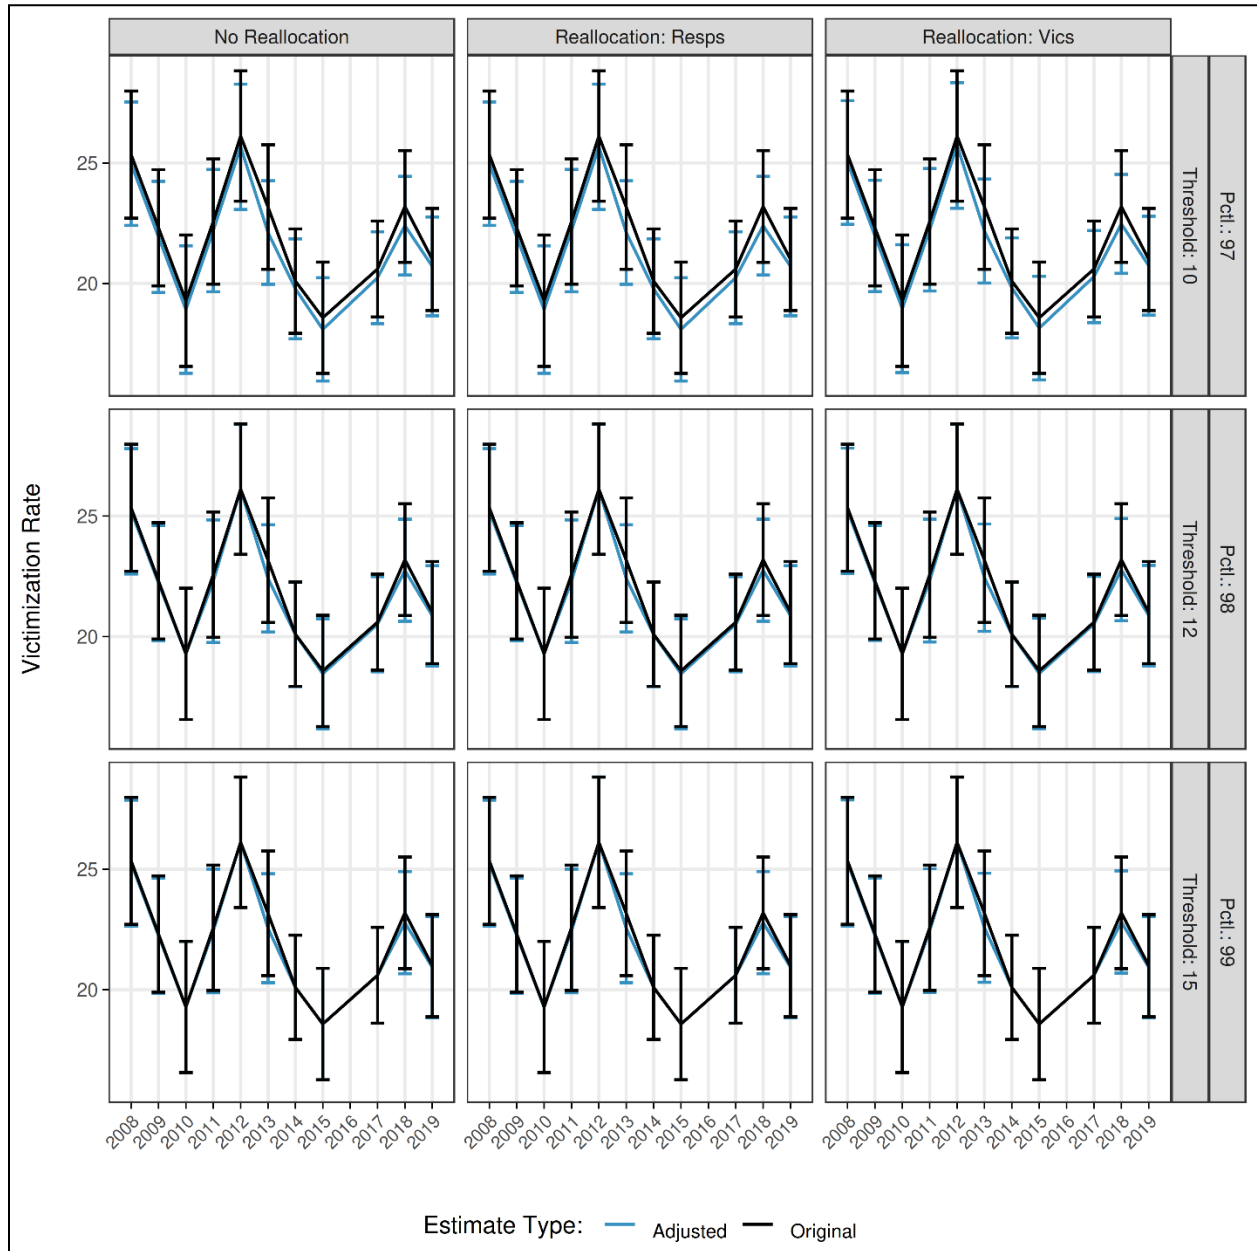 No Reallocation
Reallocation: Resps
Reallocation: Vics
Victimization Rate
25
20
Threshold: 10
Pctl.: 97
25
20
Threshold: 12
Pctl.: 98
25
20
Threshold: 15
Pctl.: 99
2008 2009 2010 2011 2012 2013 2014 2015 2017 2018 2019
2008 2009 2010 2011 2012 2013 2014 2015 2017 2018 2019
2008 2009 2010 2011 2012 2013 2014 2015 2017 2018 2019
Estimate Type: Adjusted Original